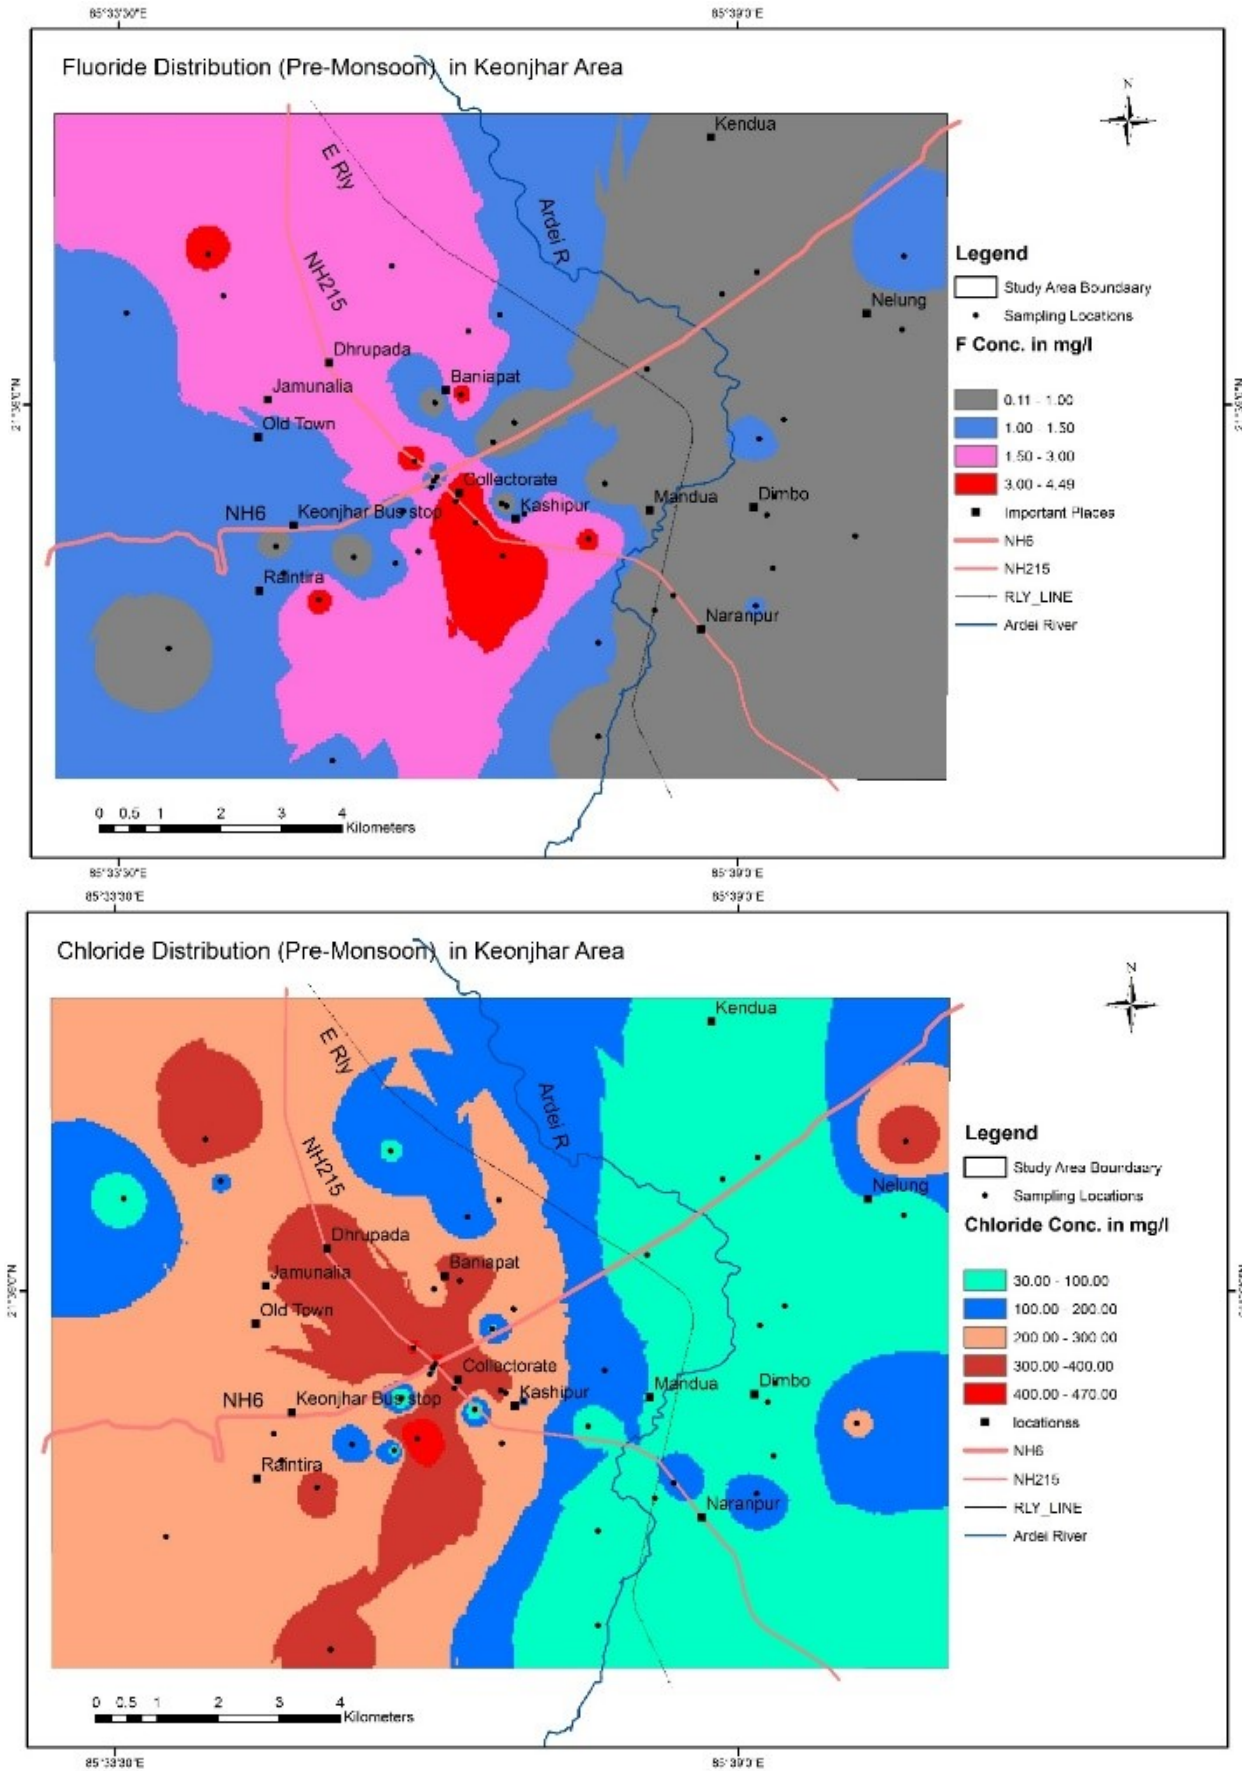 85°33'30"E 85°39'0"E
Fluoride Distribution (Pre-Monsoon) in Keonjhar Area
N
Kendua
E Rly
Ardei R
NH215
Legend
Study Area Boundaary
Sampling Locations
Nelung
F Conc. in mg/l
Dhrupada
Baniapat
Jamunalia
0.11 - 1.00
21°39'0"N
1.00 - 1.50
Old Town
1.50 - 3.00
Collectorate
3.00 - 4.49
Mandua
Dimbo
NH6
Keonjhar Bus stop
Kashipur
Important Places
NH6
NH215
Raintira
RLY_LINE
Naranpur
Ardei River
0 0.5 1 2 3 4
Kilometers
85°33'30"E 85°39'0"E
85°33'30"E 85°39'0"E
Chloride Distribution (Pre-Monsoon) in Keonjhar Area
N
Kendua
E Rly
Ardei R
NH215
Legend
Study Area Boundaary
Nelung
Sampling Locations
Chloride Conc. in mg/l
Dhrupada
Baniapat
Jamunalia
30.00 - 100.00
21°39'0"N
100.00 - 200.00
Old Town
200.00 - 300.00
Collectorate
300.00 -400.00
NH6
Keonjhar Bus stop
Kashipur
Mandua
Dimbo
400.00 - 470.00
locationss
NH6
Raintira
NH215
Naranpur
RLY_LINE
Ardei River
0 0.5 1 2 3 4
Kilometers
85°33'30"E 85°39'0"E